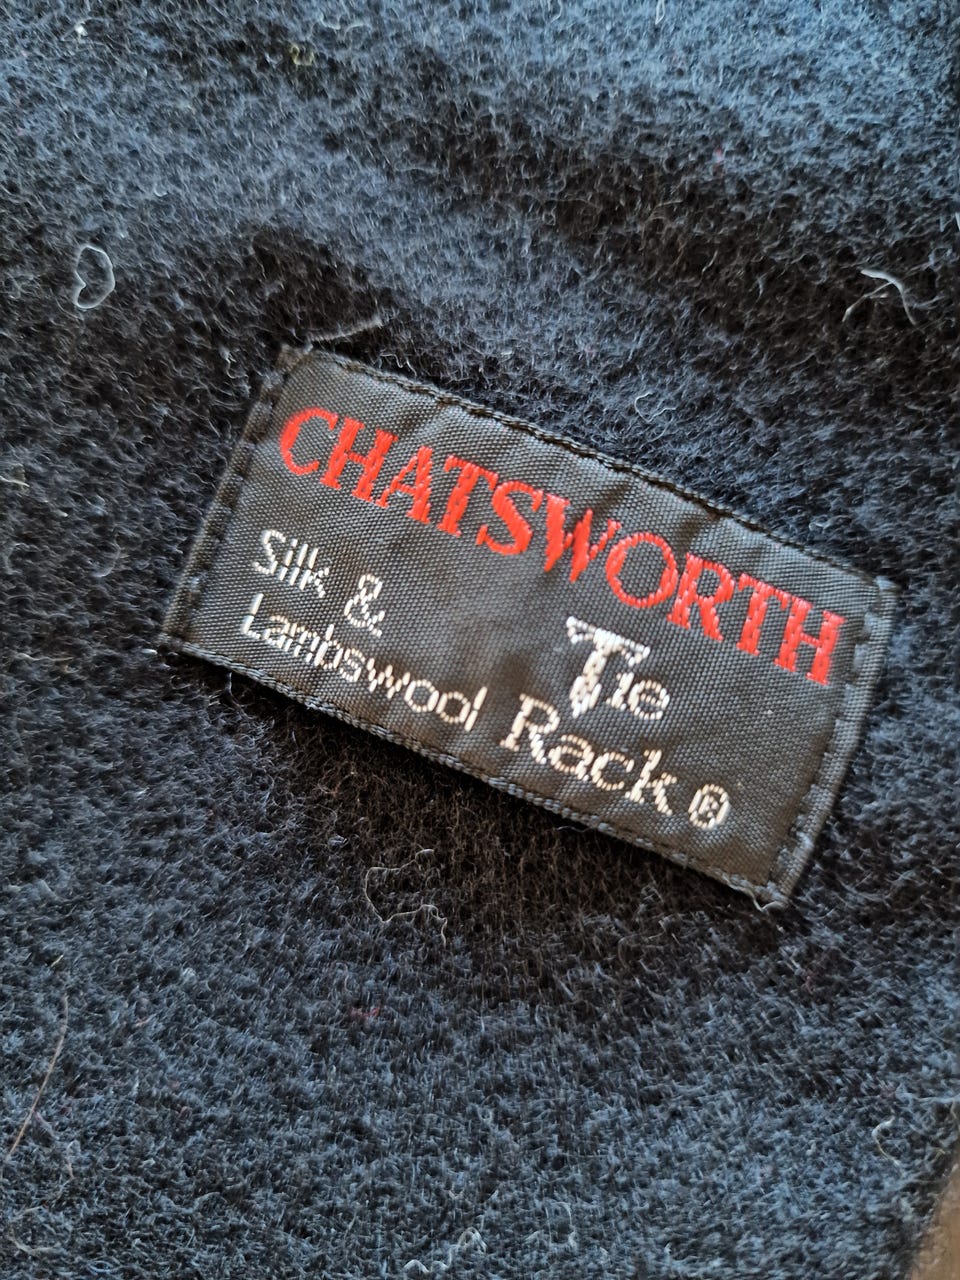 CHATSWORTH
Silk &
Lambswool
Tie
Rack ®